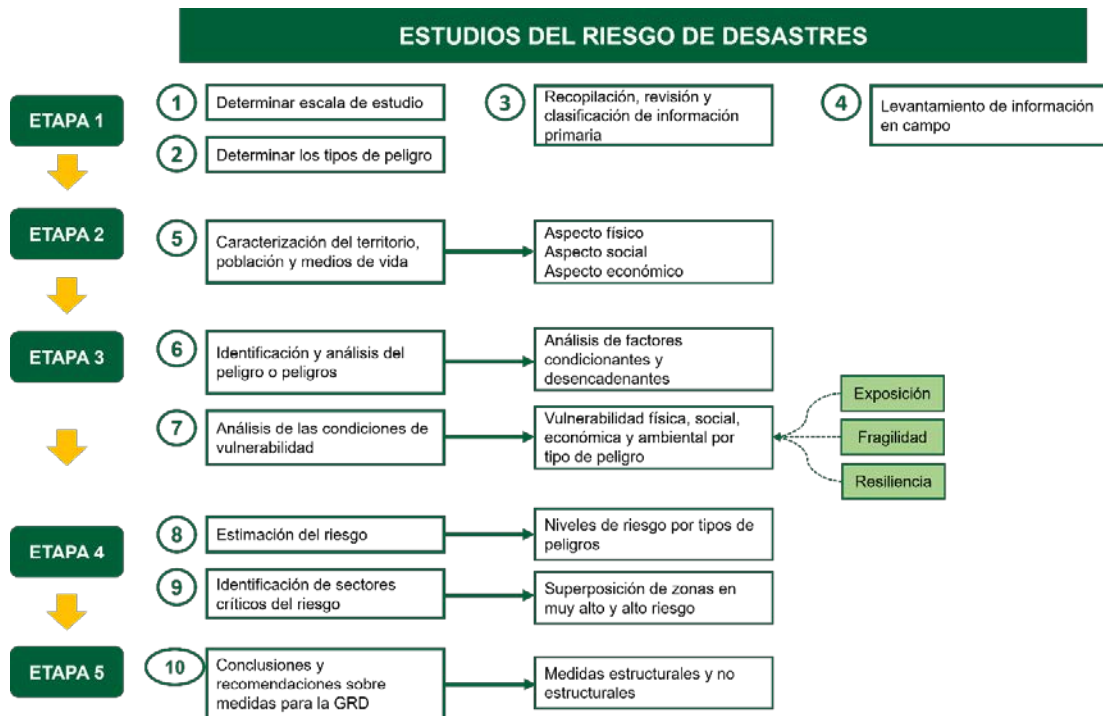 ESTUDIOS DEL RIESGO DE DESASTRES
ETAPA 1
1
Determinar escala de estudio
2
Determinar los tipos de peligro
3
Recopilación, revisión y
clasificación de información
primaria
4
Levantamiento de información
en campo
ETAPA 2
5
Caracterización del territorio,
población y medios de vida
Aspecto físico
Aspecto social
Aspecto económico
ETAPA 3
6
Identificación y análisis del
peligro o peligros
Análisis de factores
condicionantes y
desencadenantes
7
Análisis de las condiciones de
vulnerabilidad
Vulnerabilidad física, social,
económica y ambiental por
tipo de peligro
Exposición
Fragilidad
Resiliencia
ETAPA 4
8
Estimación del riesgo
Niveles de riesgo por tipos de
peligros
9
Identificación de sectores
críticos del riesgo
Superposición de zonas en
muy alto y alto riesgo
ETAPA 5
10
Conclusiones y
recomendaciones sobre
medidas para la GRD
Medidas estructurales y no
estructurales